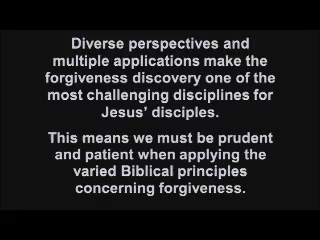 Diverse perspectives and
multiple applications make the
forgiveness discovery one of the
most challenging disciplines for
Jesus' disciples.
This means we must be prudent
and patient when applying the
varied Biblical principles
concerning forgiveness.